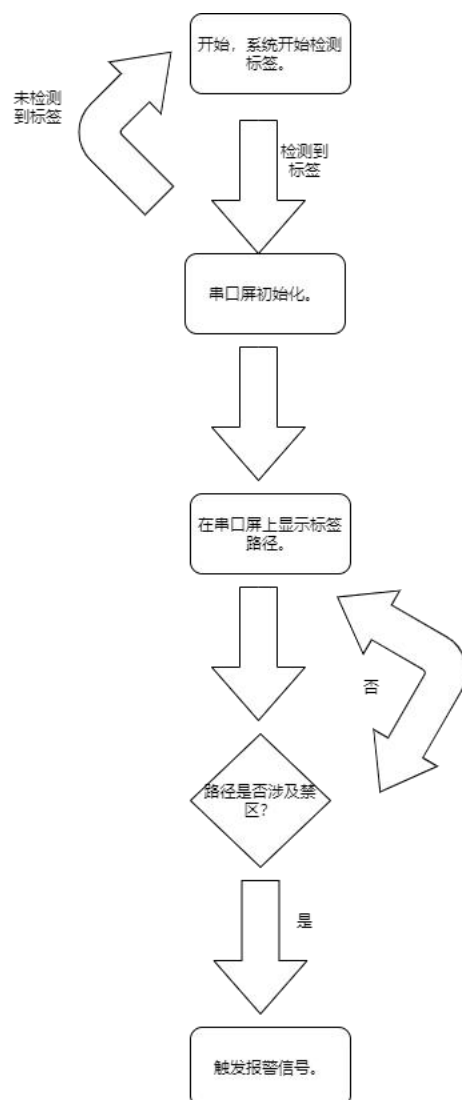 开始，系统开始检测
标签。
未检测
到标签
检测到
标签
串口屏初始化。
在串口屏上显示标签
路径。
否
路径是否涉及禁
区？
是
触发报警信号。